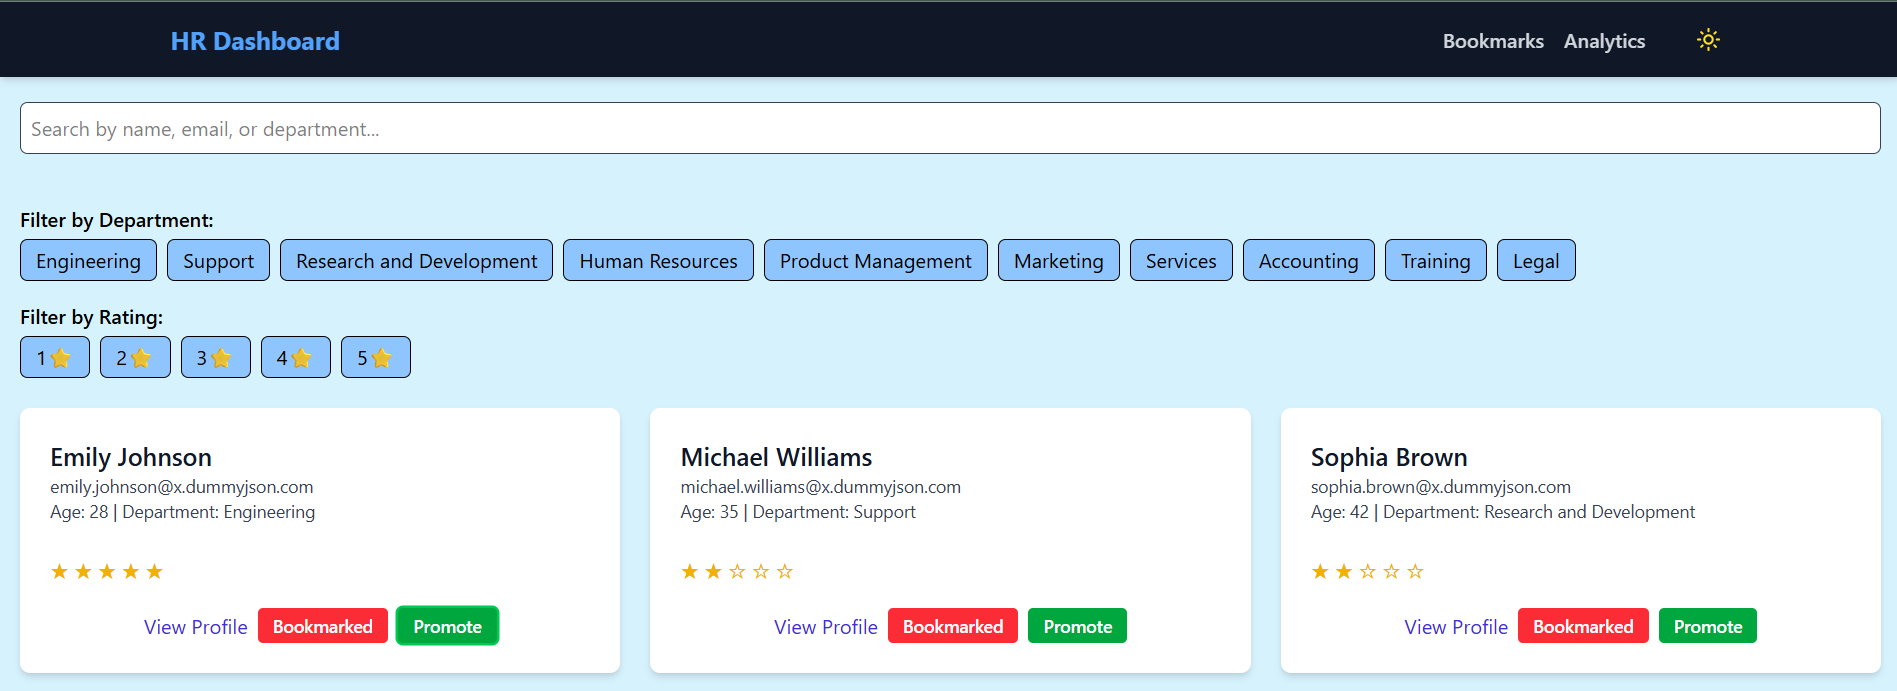 HR Dashboard Bookmarks Analytics
Search by name, email, or department...
Filter by Department:
Engineering Support Research and Development Human Resources Product Management Marketing Services Accounting Training Legal
Filter by Rating:
1⭐ 2⭐ 3⭐ 4⭐ 5⭐
Emily Johnson
emily.johnson@x.dummyjson.com
Age: 28 | Department: Engineering
★ ★ ★ ★ ★
View Profile Bookmarked Promote
Michael Williams
michael.williams@x.dummyjson.com
Age: 35 | Department: Support
★ ★ ☆ ☆ ☆
View Profile Bookmarked Promote
Sophia Brown
sophia.brown@x.dummyjson.com
Age: 42 | Department: Research and Development
★ ★ ☆ ☆ ☆
View Profile Bookmarked Promote